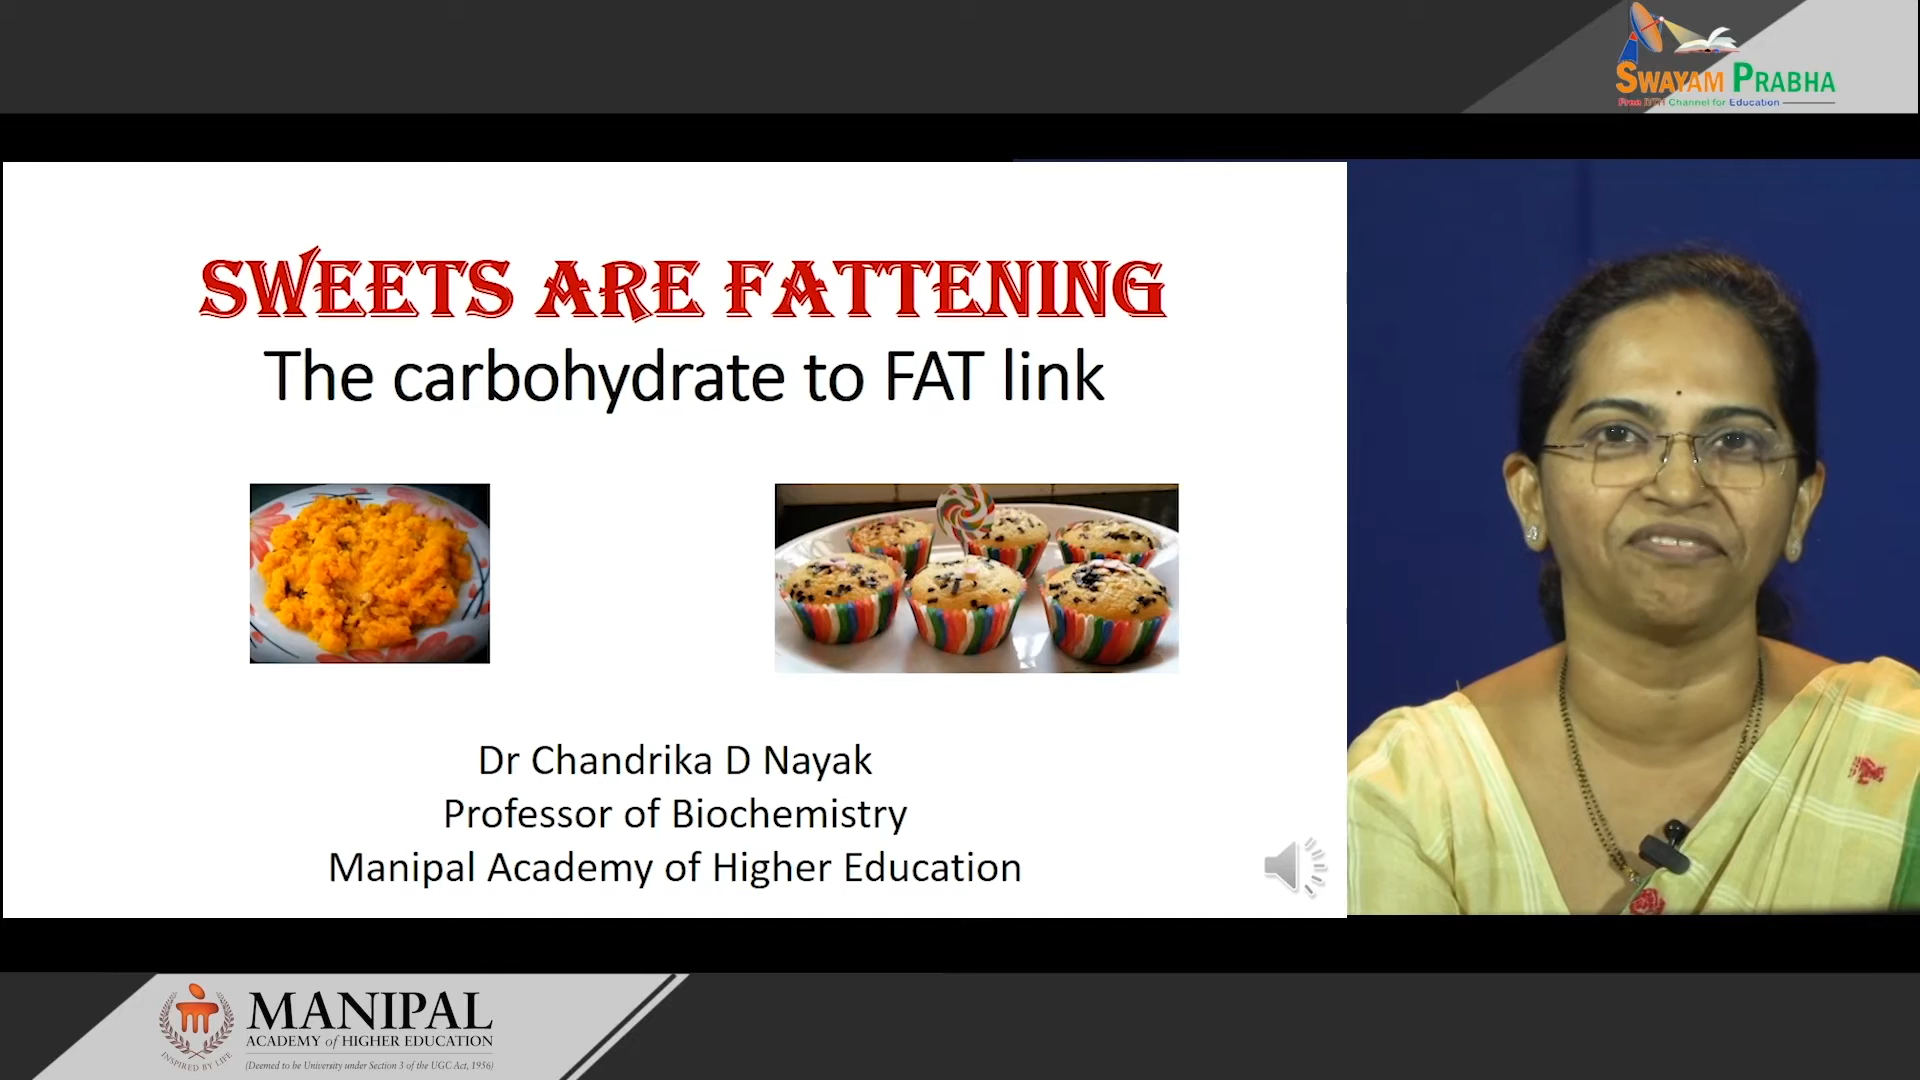 SWAYAM PRABHA
Free DTH Channel for Education
SWEETS ARE FATTENING
The carbohydrate to FAT link
Dr Chandrika D Nayak
Professor of Biochemistry
Manipal Academy of Higher Education
MANIPAL
ACADEMY of HIGHER EDUCATION
(Deemed to be University under Section 3 of the UGC Act, 1956)
INSPIRED BY LIFE